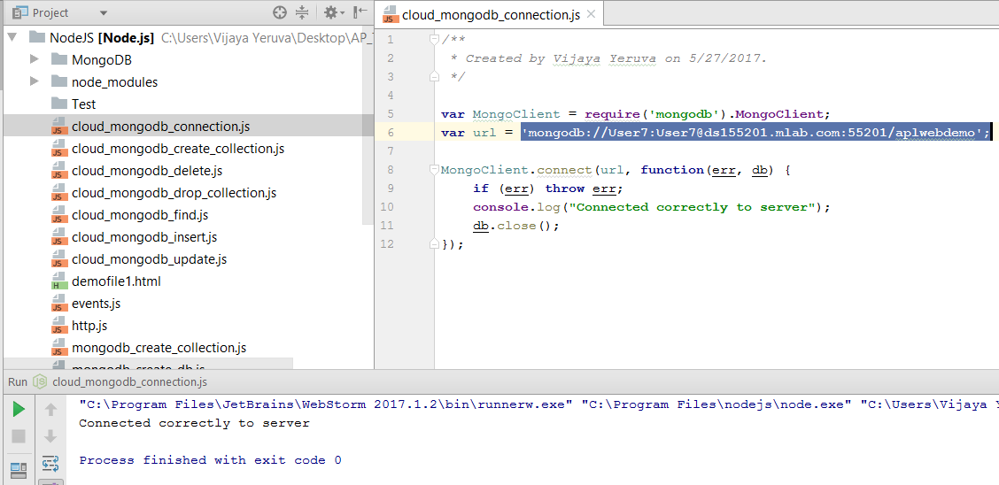 Project
NodeJS [Node.js] C:\Users\Vijaya Yeruva\Desktop\AP_
MongoDB
node_modules
Test
cloud_mongodb_connection.js
cloud_mongodb_create_collection.js
cloud_mongodb_delete.js
cloud_mongodb_drop_collection.js
cloud_mongodb_find.js
cloud_mongodb_insert.js
cloud_mongodb_update.js
demofile1.html
events.js
http.js
mongodb_create_collection.js
mongodb_create_db.js
cloud_mongodb_connection.js
1 /**
2 * Created by Vijaya Yeruva on 5/27/2017.
3 */
4
5 var MongoClient = require('mongodb').MongoClient;
6 var url = 'mongodb://User7:User7@ds155201.mlab.com:55201/aplwebdemo';
7
8 MongoClient.connect(url, function(err, db) {
9 if (err) throw err;
10 console.log("Connected correctly to server");
11 db.close();
12 });
Run cloud_mongodb_connection.js
"C:\Program Files\JetBrains\WebStorm 2017.1.2\bin\runnerw.exe" "C:\Program Files\nodejs\node.exe" "C:\Users\Vijaya Y
Connected correctly to server
Process finished with exit code 0